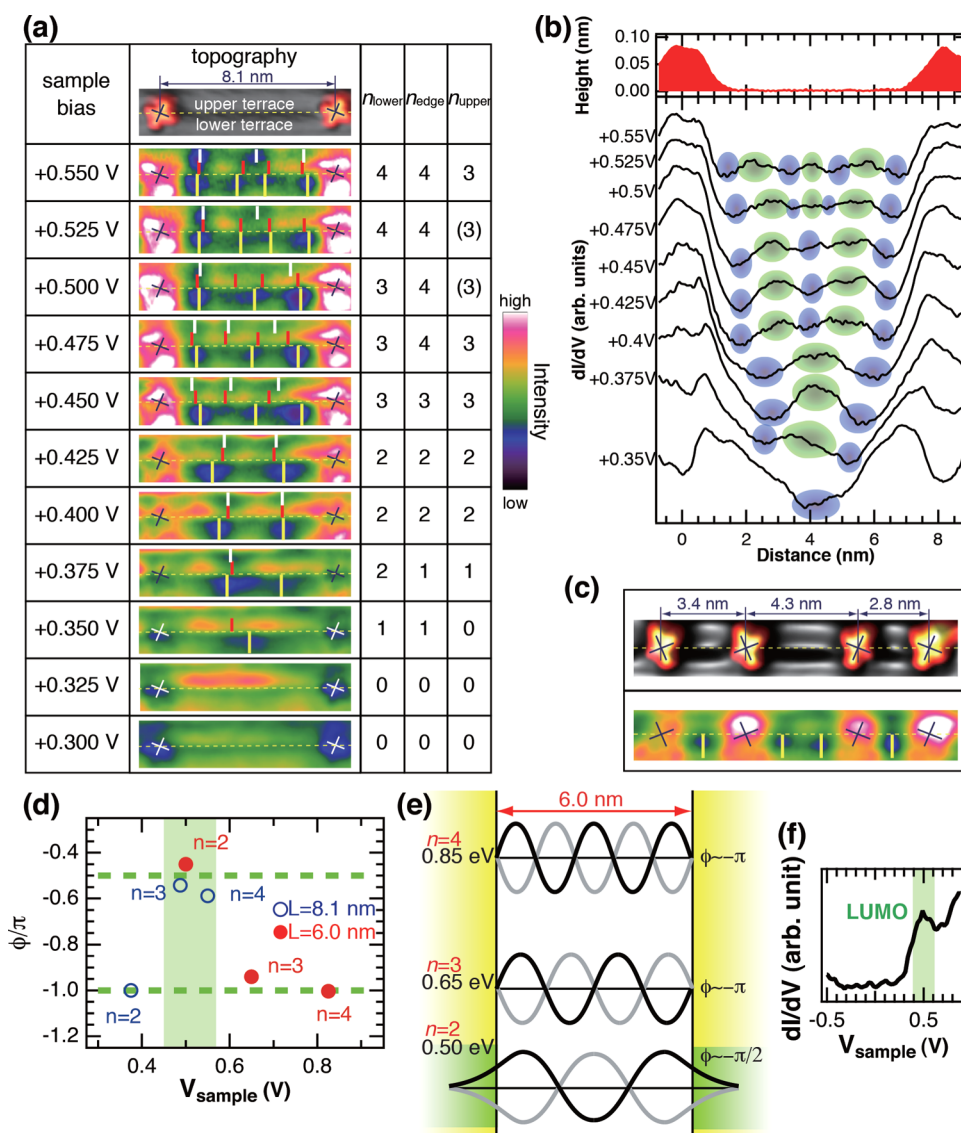 (a)
sample bias
topography
8.1 nm
upper terrace
lower terrace
nlower nedge nupper
+0.550 V 4 4 3
+0.525 V 4 4 (3)
+0.500 V 3 4 (3)
+0.475 V 3 4 3
+0.450 V 3 3 3
+0.425 V 2 2 2
+0.400 V 2 2 2
+0.375 V 2 1 1
+0.350 V 1 1 0
+0.325 V 0 0 0
+0.300 V 0 0 0
high
Intensity
low
(b)
Height (nm)
0.10
0.05
0.00
+0.55V
+0.525V
+0.5V
+0.475V
+0.45V
+0.425V
+0.4V
+0.375V
+0.35V
dI/dV (arb. units)
0 2 4 6 8
Distance (nm)
(c)
3.4 nm 4.3 nm 2.8 nm
(d)
ϕ/π
-0.4
-0.6
-0.8
-1.0
-1.2
n=2
n=3
n=4
L=8.1 nm
L=6.0 nm
n=3
n=2
n=4
0.4 0.6 0.8
Vsample (V)
(e)
6.0 nm
n=4
0.85 eV
ϕ~-π
n=3
0.65 eV
ϕ~-π
n=2
0.50 eV
ϕ~-π/2
(f)
dI/dV (arb. unit)
LUMO
-0.5 0.5
Vsample (V)